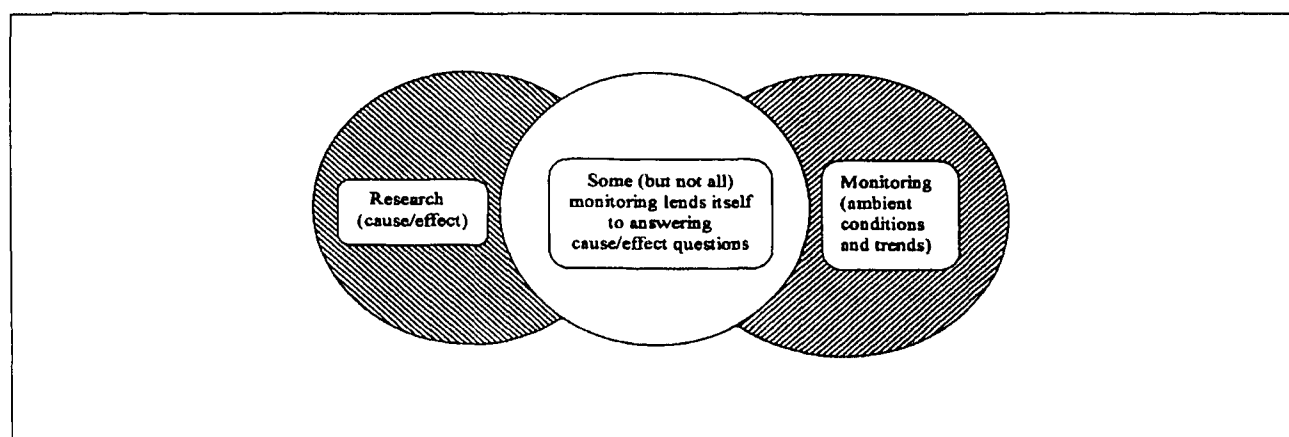 Research
(cause/effect)
Some (but not all)
monitoring lends itself
to answering
cause/effect questions
Monitoring
(ambient
conditions
and trends)